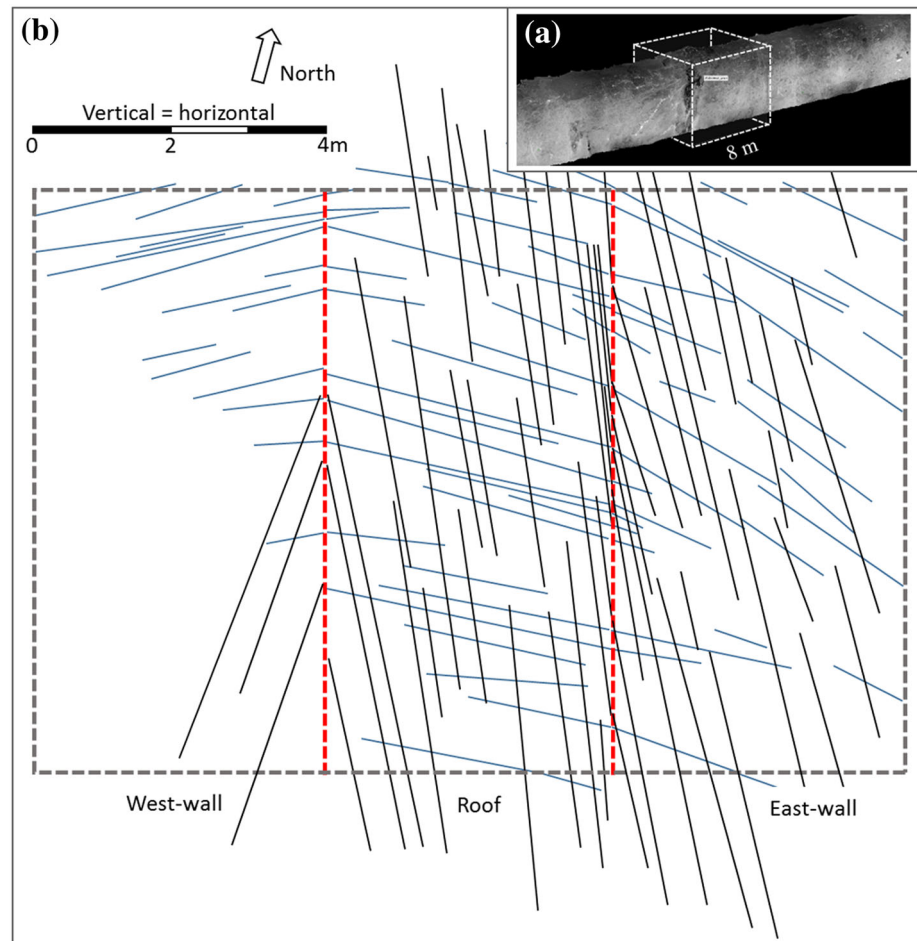 (b)
North
Vertical = horizontal
0 2 4m
(a)
8 m
West-wall
Roof
East-wall